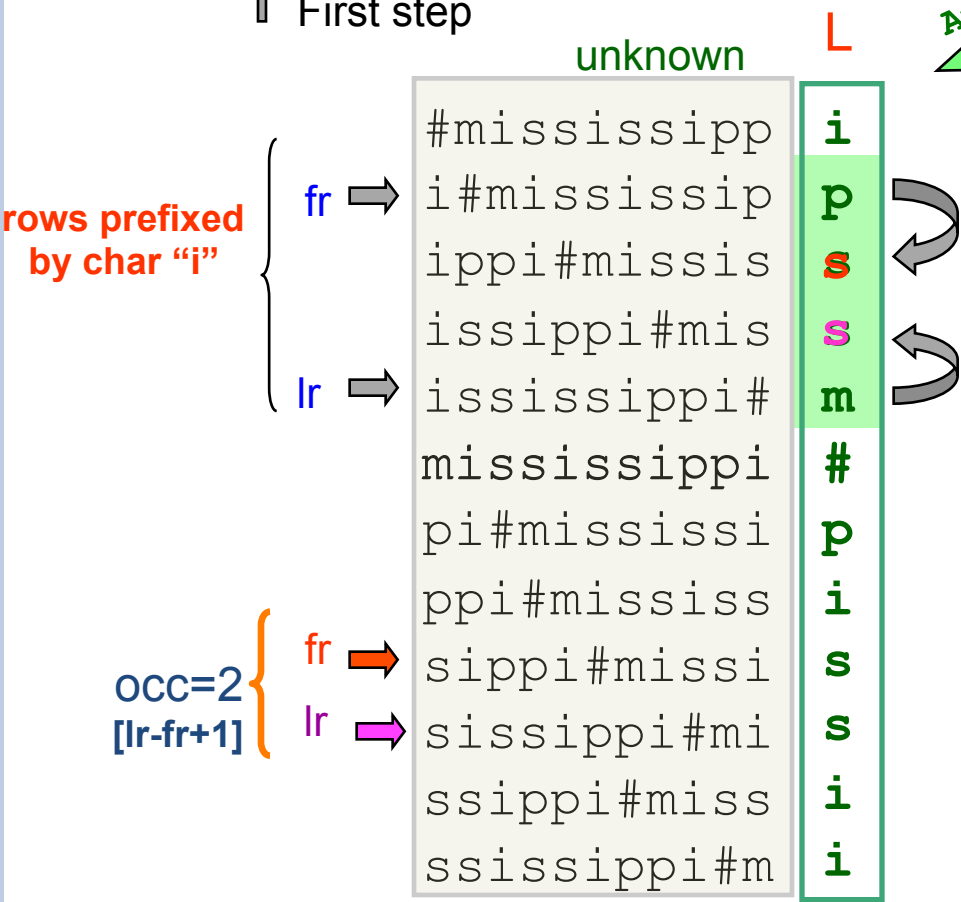 First step
unknown L
#mississipp i
fr i#mississip p
rows prefixed
by char “i”
ippi#missis s
issippi#mis s
lr ississippi# m
mississippi #
pi#mississi p
ppi#mississ i
fr sippi#missi s
occ=2
[lr-fr+1]
lr sissippi#mi s
ssippi#miss i
ssissippi#m i